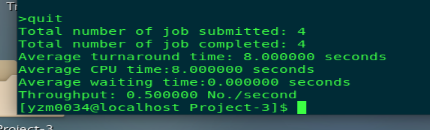 >quit
Total number of job submitted: 4
Total number of job completed: 4
Average turnaround time: 8.000000 seconds
Average CPU time:8.000000 seconds
Average waiting time:0.000000 seconds
Throughput: 0.500000 No./second
[yzm0034@localhost Project-3]$
Project-3